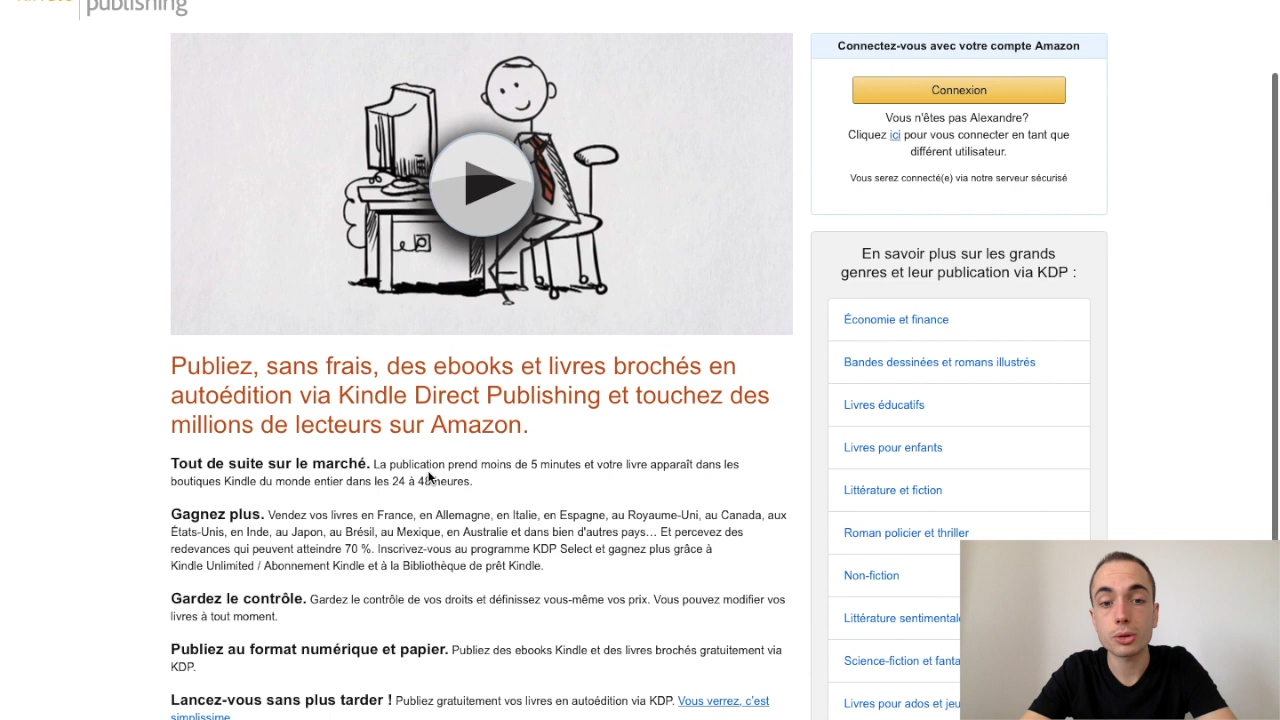 publishing
Connectez-vous avec votre compte Amazon
Connexion
Vous n'êtes pas Alexandre?
Cliquez ici pour vous connecter en tant que
différent utilisateur.
Vous serez connecté(e) via notre serveur sécurisé
En savoir plus sur les grands
genres et leur publication via KDP :
Économie et finance
Bandes dessinées et romans illustrés
Livres éducatifs
Livres pour enfants
Littérature et fiction
Roman policier et thriller
Non-fiction
Littérature sentimentale
Science-fiction et fanta
Livres pour ados et jeu
Publiez, sans frais, des ebooks et livres brochés en
autoédition via Kindle Direct Publishing et touchez des
millions de lecteurs sur Amazon.
Tout de suite sur le marché. La publication prend moins de 5 minutes et votre livre apparaît dans les
boutiques Kindle du monde entier dans les 24 à 48 heures.
Gagnez plus. Vendez vos livres en France, en Allemagne, en Italie, en Espagne, au Royaume-Uni, au Canada, aux
États-Unis, en Inde, au Japon, au Brésil, au Mexique, en Australie et dans bien d'autres pays… Et percevez des
redevances qui peuvent atteindre 70 %. Inscrivez-vous au programme KDP Select et gagnez plus grâce à
Kindle Unlimited / Abonnement Kindle et à la Bibliothèque de prêt Kindle.
Gardez le contrôle. Gardez le contrôle de vos droits et définissez vous-même vos prix. Vous pouvez modifier vos
livres à tout moment.
Publiez au format numérique et papier. Publiez des ebooks Kindle et des livres brochés gratuitement via
KDP.
Lancez-vous sans plus tarder ! Publiez gratuitement vos livres en autoédition via KDP. Vous verrez, c'est
simplissime